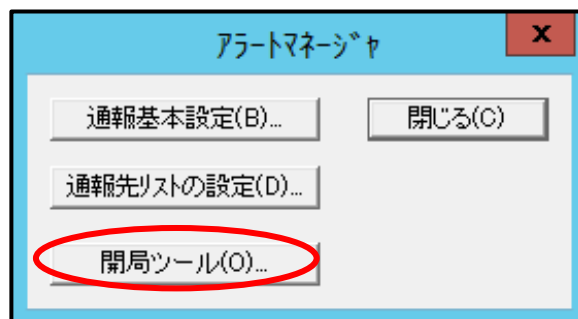 アラートマネージャ
x
通報基本設定(B)...
閉じる(C)
通報先リストの設定(D)...
開局ツール(O)...